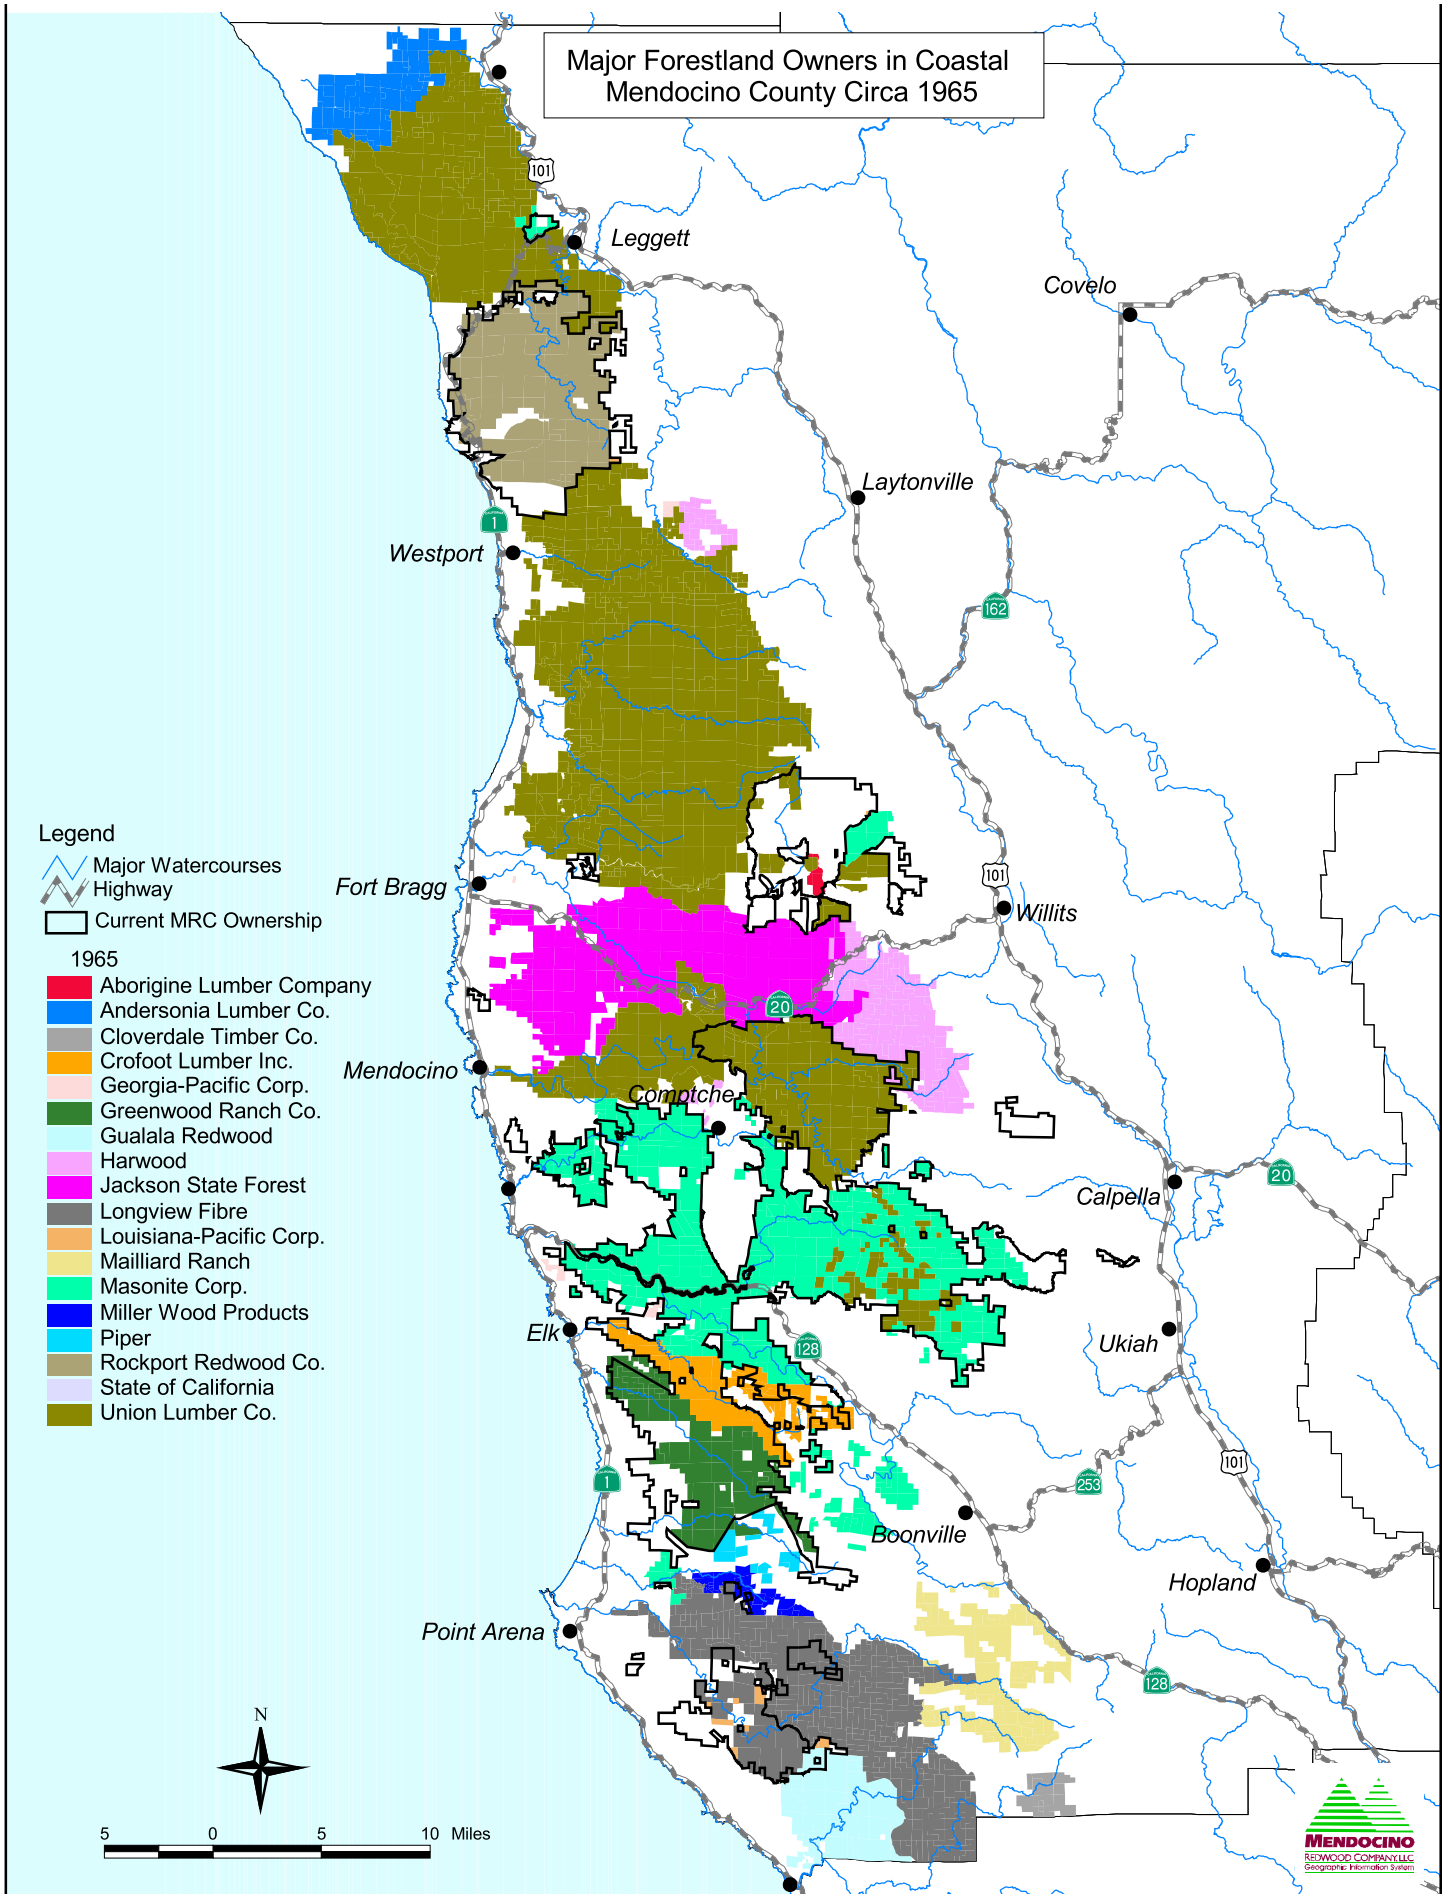 Major Forestland Owners in Coastal
Mendocino County Circa 1965
101
Leggett
Covelo
Laytonville
1
Westport
162
Legend
Major Watercourses
Highway
Current MRC Ownership
Fort Bragg
101
Willits
1965
Aborigine Lumber Company
Andersonia Lumber Co.
Cloverdale Timber Co.
Crofoot Lumber Inc.
Georgia-Pacific Corp.
Greenwood Ranch Co.
Gualala Redwood
Harwood
Jackson State Forest
Longview Fibre
Louisiana-Pacific Corp.
Mailliard Ranch
Masonite Corp.
Miller Wood Products
Piper
Rockport Redwood Co.
State of California
Union Lumber Co.
20
Mendocino
Comptche
Calpella
20
Elk
128
Ukiah
1
101
253
Boonville
Hopland
Point Arena
128
N
5 0 5 10 Miles
MENDOCINO
REDWOOD COMPANY, LLC
Geographic Information System